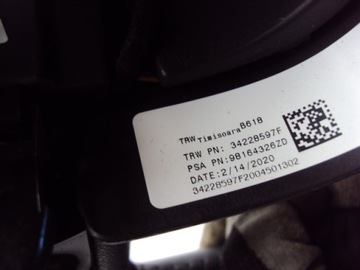 TRW Timisoara B618
TRW PN: 34228597F
PSA PN:98164326ZD
DATE:2/14/2020
34228597F2004501302